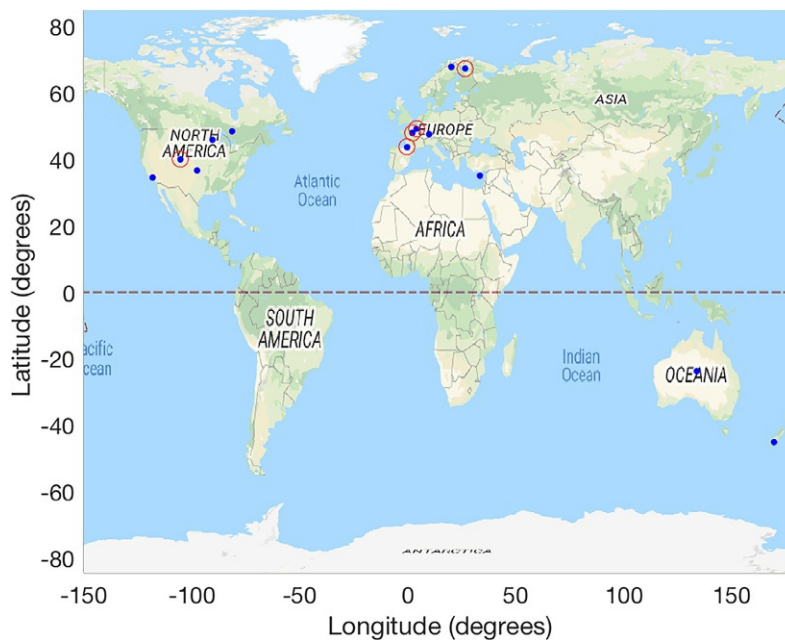 80
60
40
20
0
-20
-40
-60
-80
Latitude (degrees)
NORTH
AMERICA
EUROPE
ASIA
Atlantic
Ocean
AFRICA
SOUTH
AMERICA
acific
cean
Indian
Ocean
OCEANIA
ANTARCTICA
-150
-100
-50
0
50
100
150
Longitude (degrees)